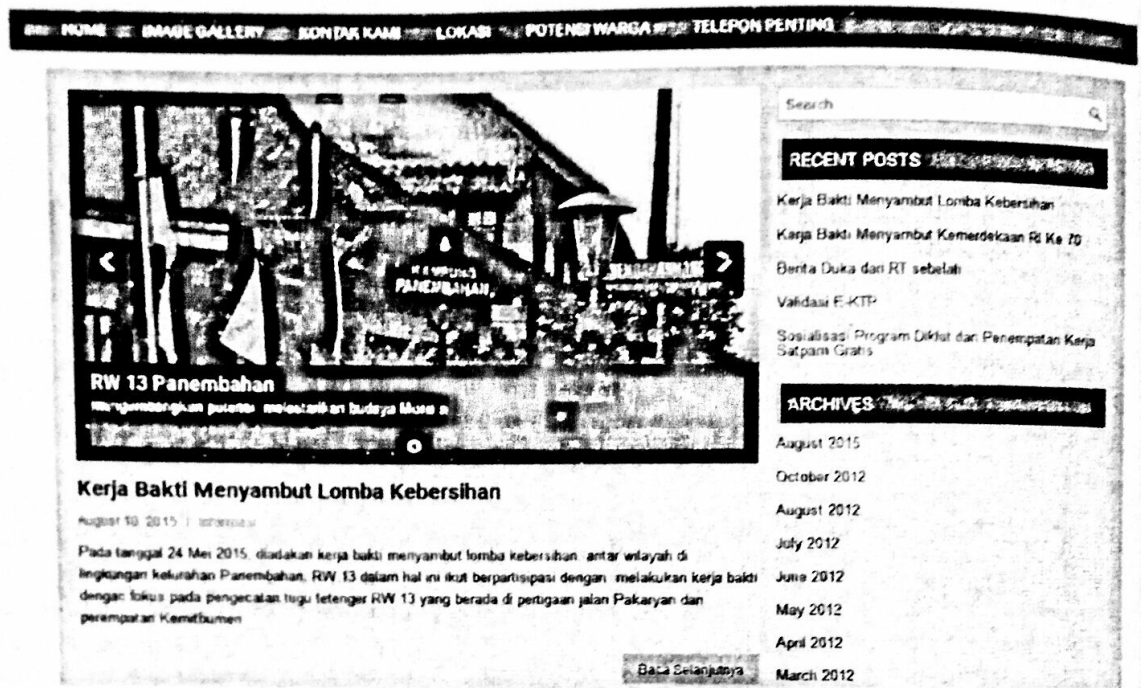 HOME IMAGE GALLERY KONTAK KAMI LOKASI POTENSI WARGA TELEPON PENTING
KAMPUNG
PANEMBAHAN
RW 13 Panembahan
mengembangkan potensi melestarikan budaya
Kerja Bakti Menyambut Lomba Kebersihan
August 10, 2015 | Informasi
Pada tanggal 24 Mei 2015, diadakan kerja bakti menyambut lomba kebersihan antar wilayah di
lingkungan kelurahan Panembahan, RW 13 dalam hal ini ikut berpartisipasi dengan melakukan kerja bakti
dengan fokus pada pengecatan tugu tetenger RW 13 yang berada di pertigaan jalan Pakaryan dan
perempatan Kemitbumen
Baca Selanjutnya
Search
RECENT POSTS
Kerja Bakti Menyambut Lomba Kebersihan
Kerja Bakti Menyambut Kemerdekaan RI Ke 70
Berita Duka dari RT sebelah
Validasi E-KTP
Sosialisasi Program Diklat dan Penempatan Kerja
Satpam Gratis
ARCHIVES
August 2015
October 2012
August 2012
July 2012
June 2012
May 2012
April 2012
March 2012